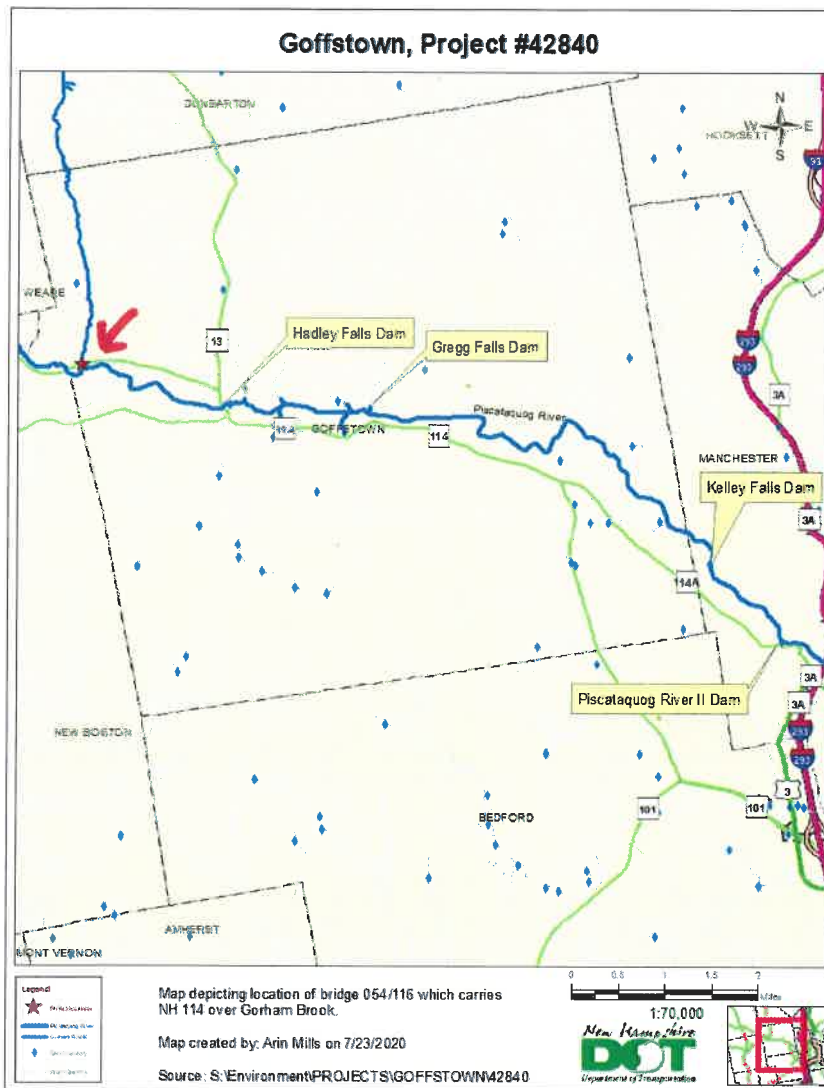 Goffstown, Project #42840
DUNBARTON
N
W E
S
HOOKSETT
93
WEARE
13
Hadley Falls Dam
Gregg Falls Dam
293
293
3A
Piscataquog River
114
GOFFSTOWN
114
MANCHESTER
Kelley Falls Dam
3A
114A
3A
Piscataquog River II Dam
3A
NEW BOSTON
293
293
3
101
101
BEDFORD
AMHERST
MONT VERNON
Legend
Piscataquog River
0 0.5 1 1.5 2
Miles
1:70,000
Map depicting location of bridge 054/116 which carries
NH 114 over Gorham Brook.
Map created by: Arin Mills on 7/23/2020
Source: S:\Environment\PROJECTS\GOFFSTOWN\42840
New Hampshire
DOT
Department of Transportation